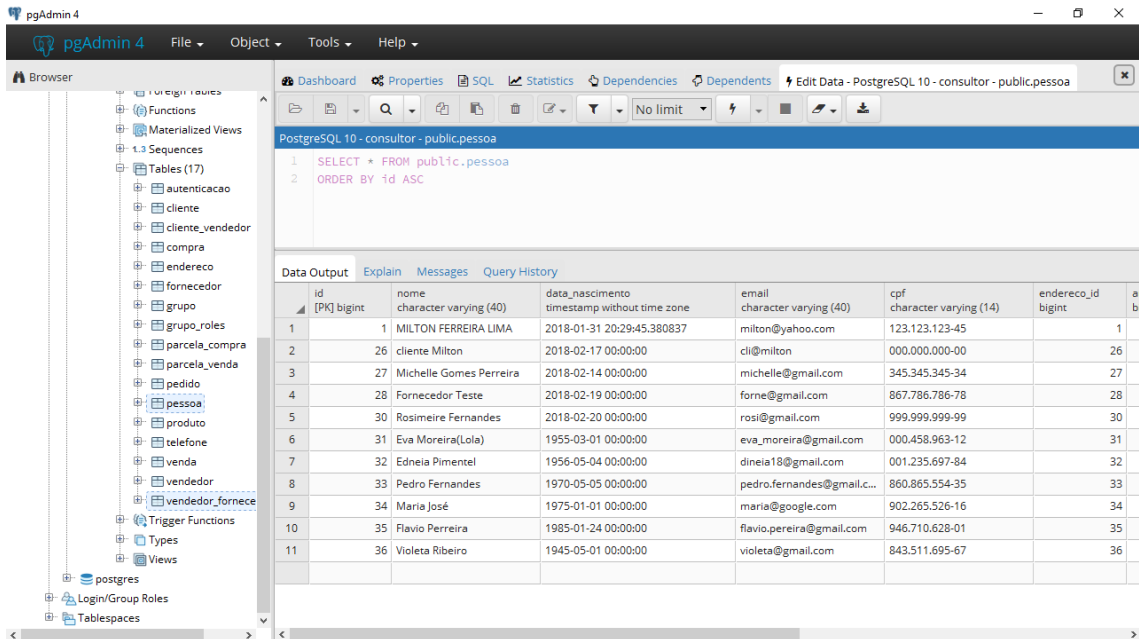 pgAdmin 4
pgAdmin 4 File Object Tools Help
Browser
Foreign Tables
Functions
Materialized Views
1..3 Sequences
Tables (17)
autenticacao
cliente
cliente_vendedor
compra
endereco
fornecedor
grupo
grupo_roles
parcela_compra
parcela_venda
pedido
pessoa
produto
telefone
venda
vendedor
vendedor_fornece
Trigger Functions
Types
Views
postgres
Login/Group Roles
Tablespaces
Dashboard Properties SQL Statistics Dependencies Dependents Edit Data - PostgreSQL 10 - consultor - public.pessoa
No limit
PostgreSQL 10 - consultor - public.pessoa
1 SELECT * FROM public.pessoa
2 ORDER BY id ASC
Data Output Explain Messages Query History
id nome data_nascimento email cpf endereco_id a
[PK] bigint character varying (40) timestamp without time zone character varying (40) character varying (14) bigint b
1 1 MILTON FERREIRA LIMA 2018-01-31 20:29:45.380837 milton@yahoo.com 123.123.123-45 1
2 26 cliente Milton 2018-02-17 00:00:00 cli@milton 000.000.000-00 26
3 27 Michelle Gomes Perreira 2018-02-14 00:00:00 michelle@gmail.com 345.345.345-34 27
4 28 Fornecedor Teste 2018-02-19 00:00:00 forne@gmail.com 867.786.786-78 28
5 30 Rosimeire Fernandes 2018-02-20 00:00:00 rosi@gmail.com 999.999.999-99 30
6 31 Eva Moreira(Lola) 1955-03-01 00:00:00 eva_moreira@gmail.com 000.458.963-12 31
7 32 Edneia Pimentel 1956-05-04 00:00:00 dineia18@gmail.com 001.235.697-84 32
8 33 Pedro Fernandes 1970-05-05 00:00:00 pedro.fernandes@gmail.c... 860.865.554-35 33
9 34 Maria José 1975-01-01 00:00:00 maria@google.com 902.265.526-16 34
10 35 Flavio Perreira 1985-01-24 00:00:00 flavio.pereira@gmail.com 946.710.628-01 35
11 36 Violeta Ribeiro 1945-05-01 00:00:00 violeta@gmail.com 843.511.695-67 36